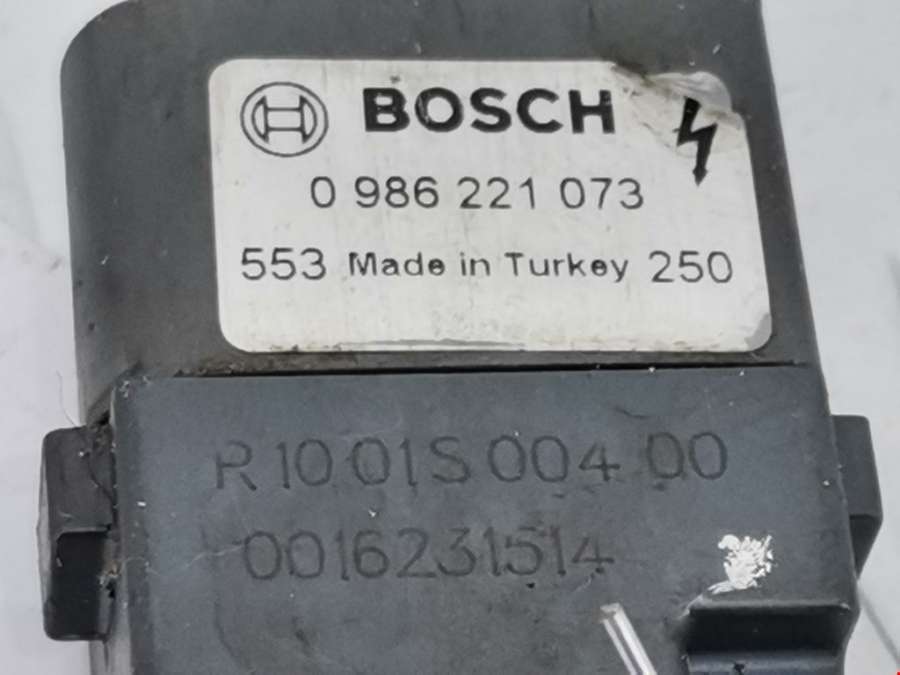 BOSCH
0 986 221 073
553 Made in Turkey 250
R 10 01S 004 00
0016231514